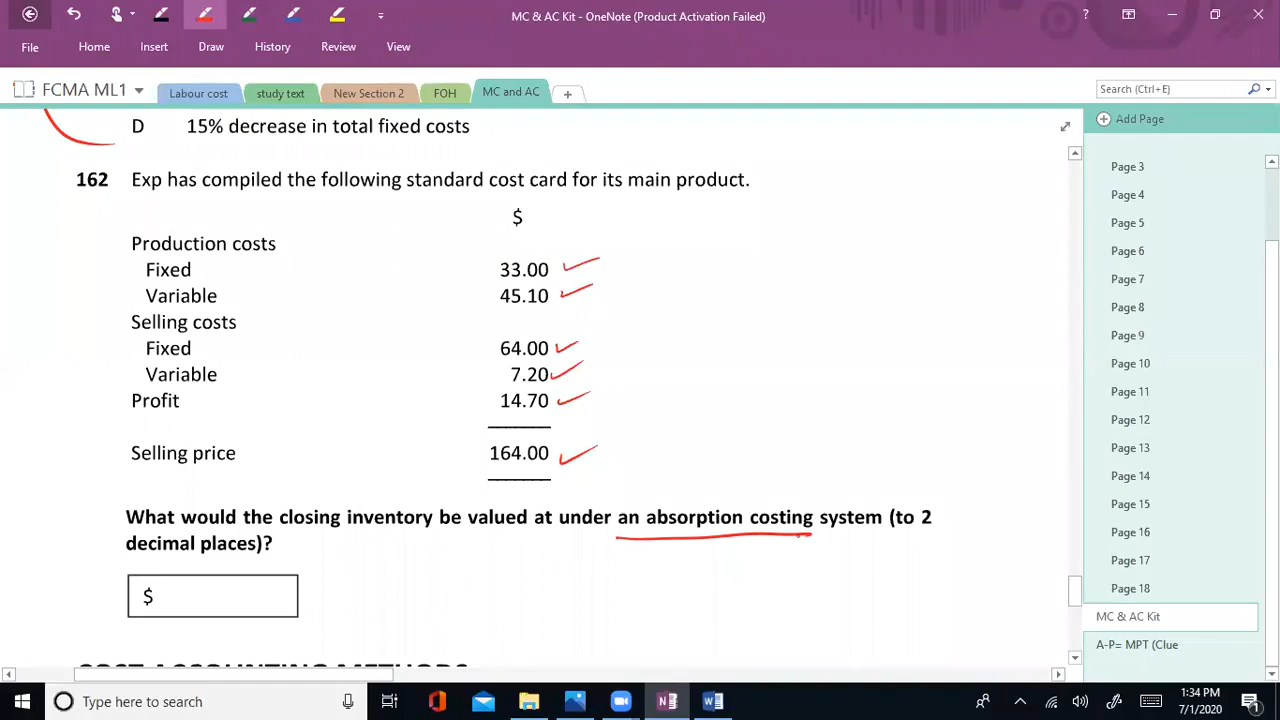 MC & AC Kit - OneNote (Product Activation Failed)
?
File Home Insert Draw History Review View
FCMA ML1 Labour cost study text New Section 2 FOH MC and AC + Search (Ctrl+E)
Add Page
D 15% decrease in total fixed costs
162 Exp has compiled the following standard cost card for its main product.
$
Production costs
Fixed 33.00
Variable 45.10
Selling costs
Fixed 64.00
Variable 7.20
Profit 14.70
Selling price 164.00
What would the closing inventory be valued at under an absorption costing system (to 2
decimal places)?
$
COST ACCOUNTING METHODS
Page 3
Page 4
Page 5
Page 6
Page 7
Page 8
Page 9
Page 10
Page 11
Page 12
Page 13
Page 14
Page 15
Page 16
Page 17
Page 18
MC & AC Kit
A-P= MPT (Clue
Type here to search
1:34 PM
7/1/2020